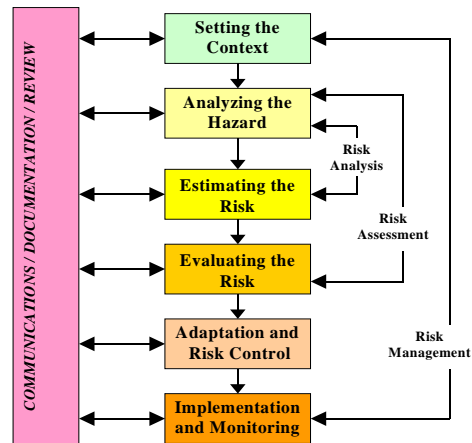 COMMUNICATIONS / DOCUMENTATION / REVIEW
Setting the
Context
Analyzing the
Hazard
Risk
Analysis
Estimating the
Risk
Risk
Assessment
Evaluating the
Risk
Adaptation and
Risk Control
Risk
Management
Implementation
and Monitoring